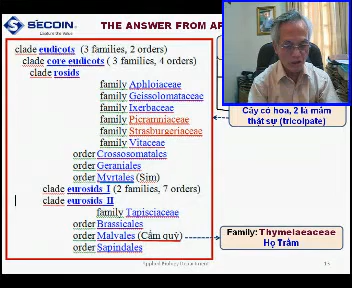 SECOIN
THE ANSWER FROM AP
clade eudicots (3 families, 2 orders)
clade core eudicots ( 3 families, 4 orders)
clade rosids
family Aphloiaceae
family Geissolomataceae
family Ixerbaceae
family Picramniaceae
family Strasburgeriaceae
family Vitaceae
order Crossosomatales
order Geraniales
order Myrtales (Sim)
clade eurosids I (2 families, 7 orders)
clade eurosids II
family Tapisciaceae
order Brassicales
order Malvales (Cẩm quỳ)
order Sapindales
Cây có hoa, 2 lá mầm
thật sự (tricolpate)
Family: Thymelaeaceae
Họ Trầm
Applied Biology Department